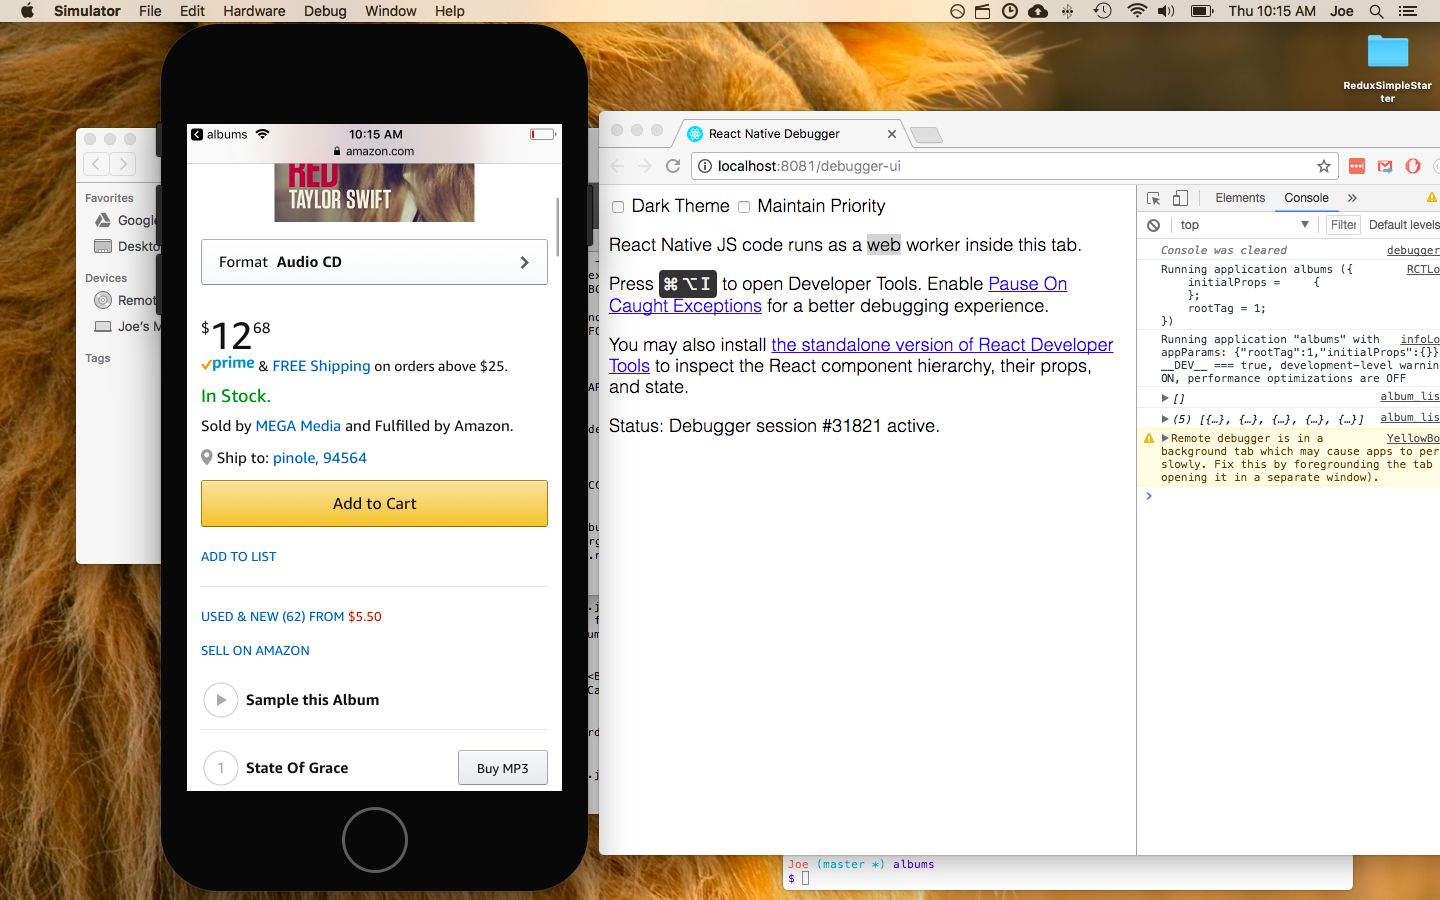 Simulator File Edit Hardware Debug Window Help
Thu 10:15 AM Joe
ReduxSimpleStar
ter
albums 10:15 AM
amazon.com
RED
TAYLOR SWIFT
Format Audio CD
$12 68
prime & FREE Shipping on orders above $25.
In Stock.
Sold by MEGA Media and Fulfilled by Amazon.
Ship to: pinole, 94564
Add to Cart
ADD TO LIST
USED & NEW (62) FROM $5.50
SELL ON AMAZON
Sample this Album
1 State Of Grace Buy MP3
Favorites
Google
Deskto
Devices
Remot
Joe's M
Tags
React Native Debugger
localhost:8081/debugger-ui
Dark Theme Maintain Priority
React Native JS code runs as a web worker inside this tab.
Press ⌘⌥I to open Developer Tools. Enable Pause On
Caught Exceptions for a better debugging experience.
You may also install the standalone version of React Developer
Tools to inspect the React component hierarchy, their props,
and state.
Status: Debugger session #31821 active.
Elements Console »
top Filter Default levels
Console was cleared debugger
Running application albums ({ RCTLo
initialProps = {
};
rootTag = 1;
})
Running application "albums" with infoLo
appParams: {"rootTag":1,"initialProps":{}}
__DEV__ === true, development-level warnin
ON, performance optimizations are OFF
[] album_lis
(5) [{…}, {…}, {…}, {…}, {…}] album_lis
Remote debugger is in a YellowBo
background tab which may cause apps to per
slowly. Fix this by foregrounding the tab
opening it in a separate window).
Joe (master *) albums
$